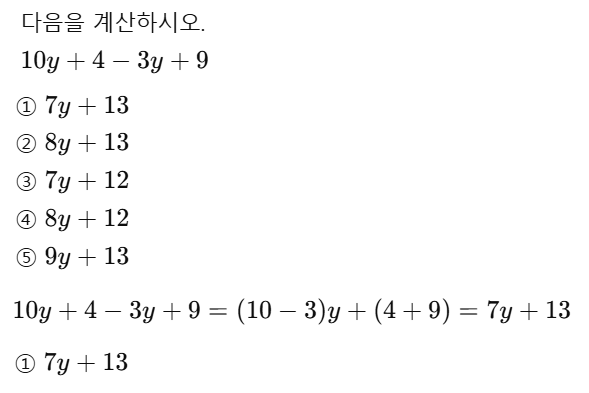 다음을 계산하시오.
10y + 4 − 3y + 9
① 7y + 13
② 8y + 13
③ 7y + 12
④ 8y + 12
⑤ 9y + 13
10y + 4 − 3y + 9 = (10 − 3)y + (4 + 9) = 7y + 13
① 7y + 13